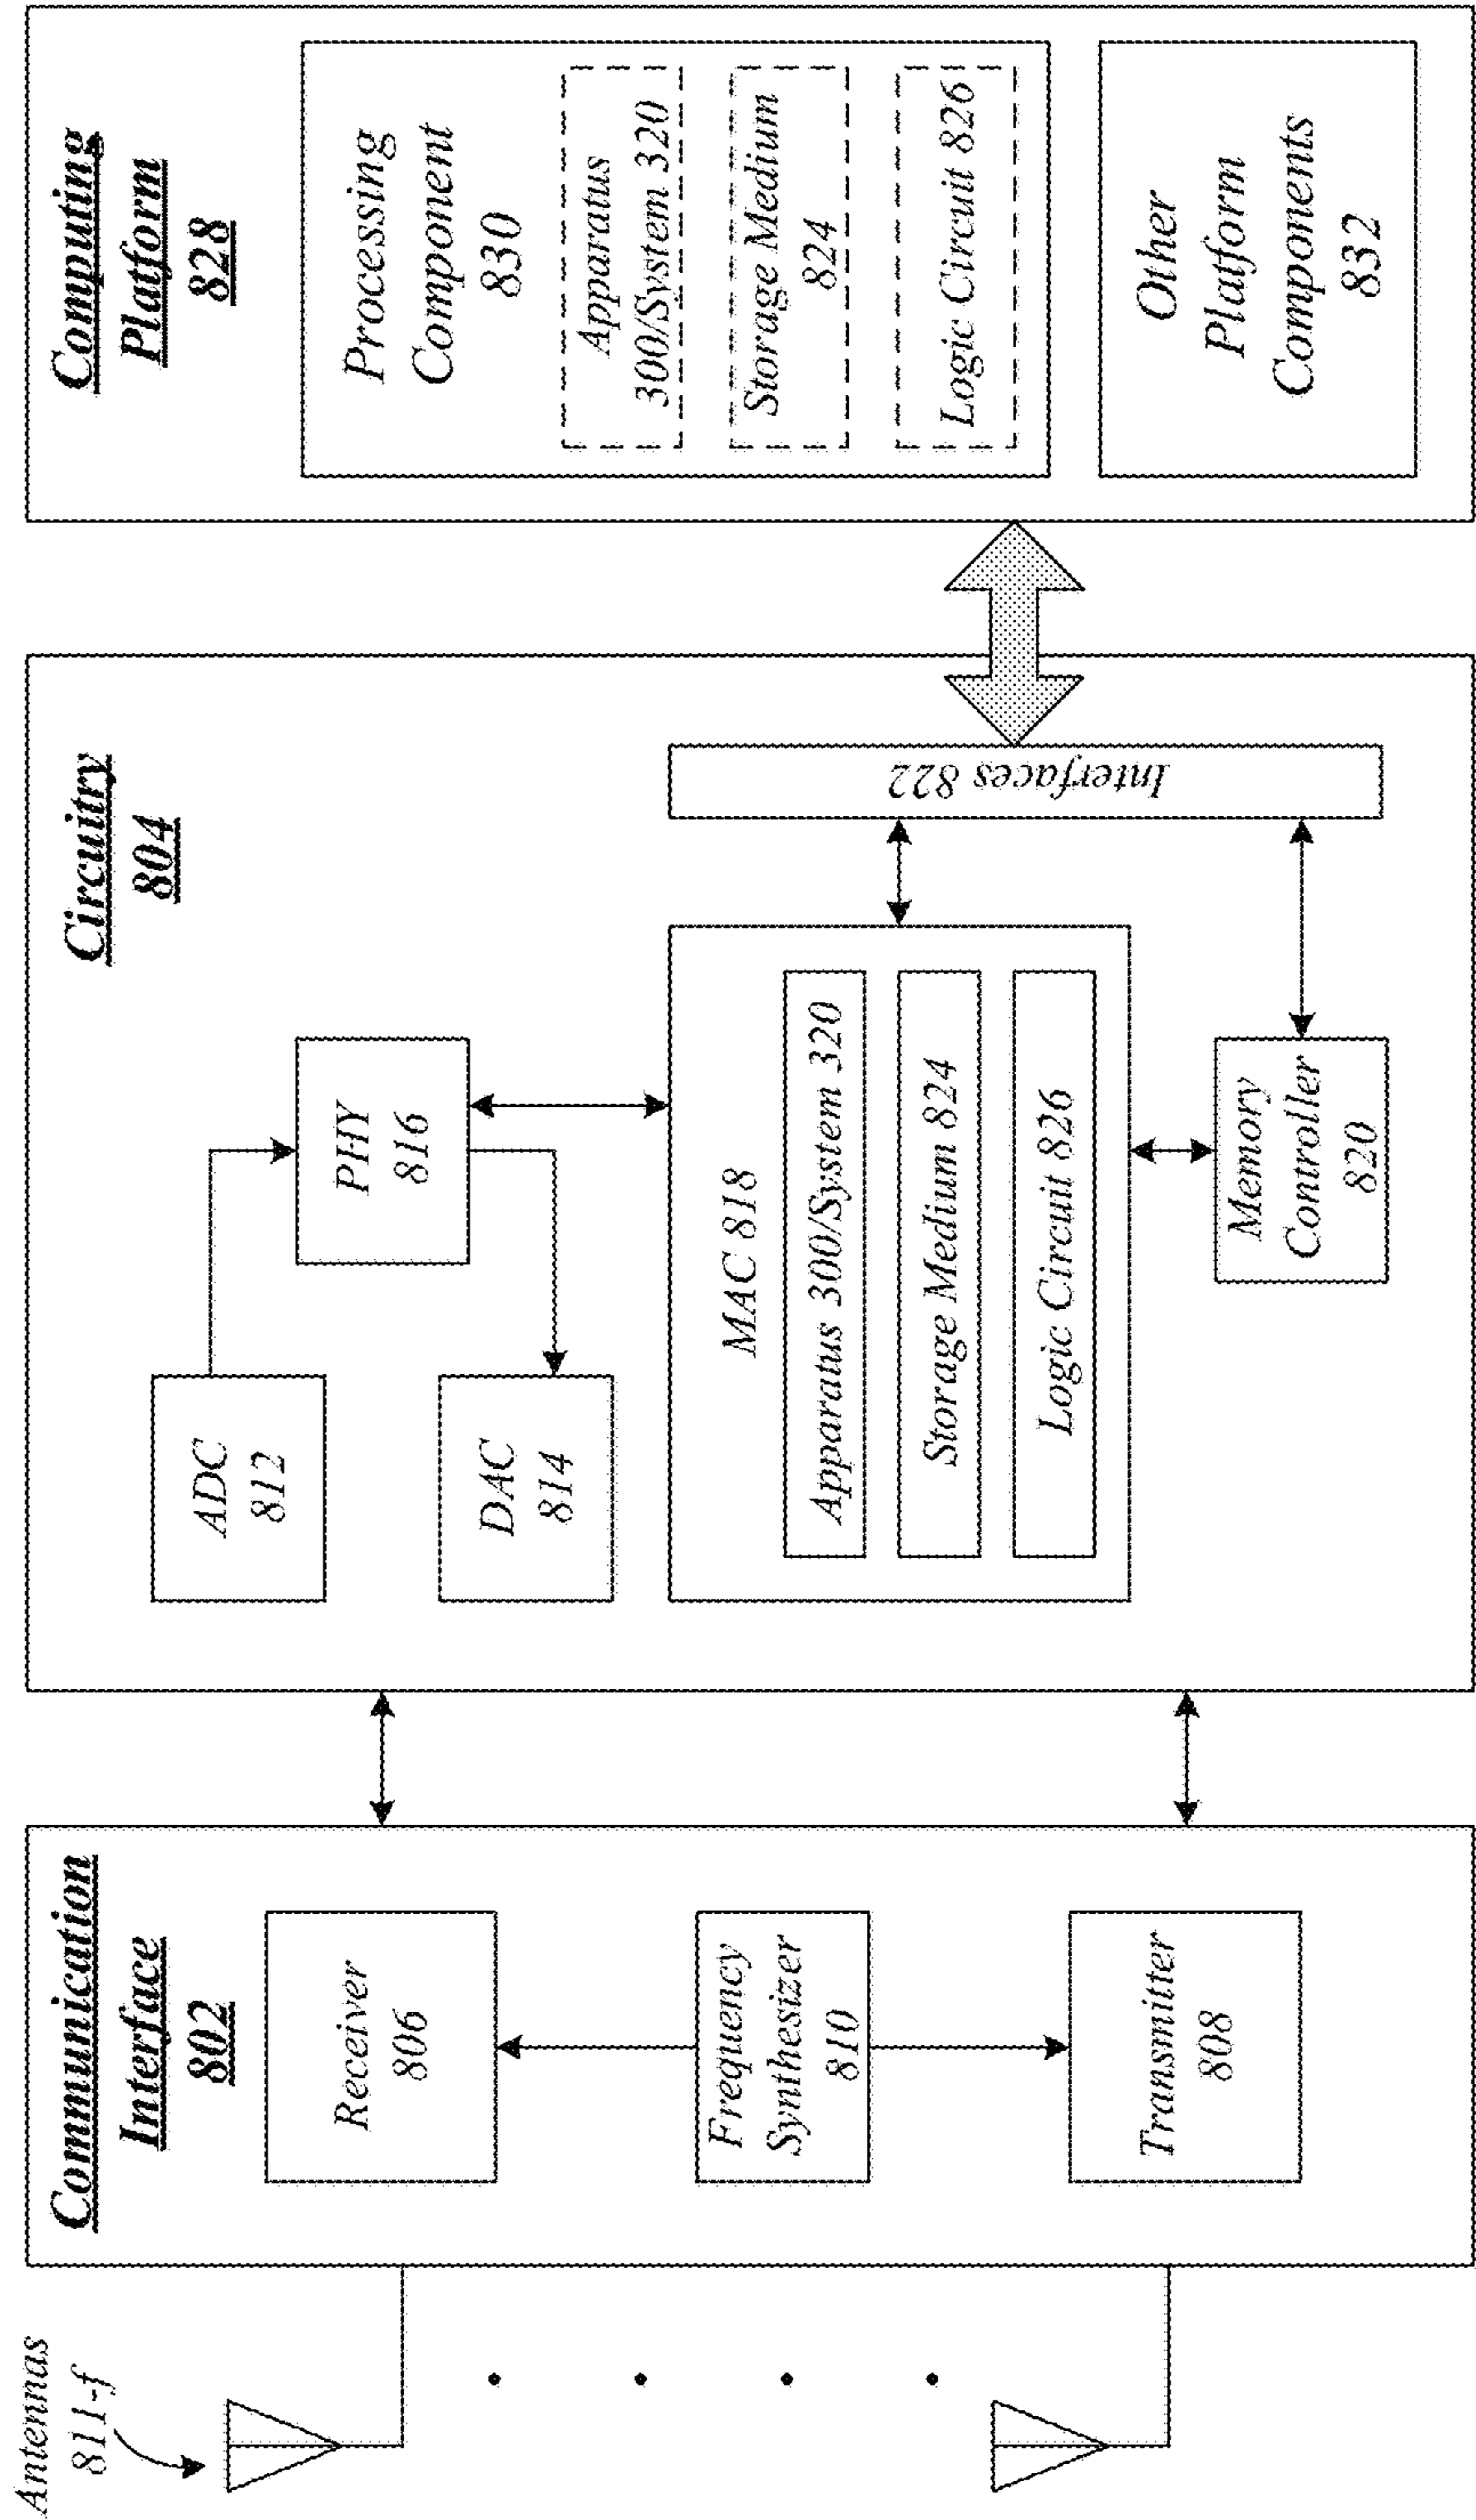 Antennas
811-f
Communication
Interface
802
Receiver
806
Frequency
Synthesizer
810
Transmitter
808
Circuitry
804
ADC
812
DAC
814
PHY
816
MAC 818
Apparatus 300/System 320
Storage Medium 824
Logic Circuit 826
Memory
Controller
820
Interfaces 822
Computing
Platform
828
Processing
Component
830
Apparatus
300/System 320
Storage Medium
824
Logic Circuit 826
Other
Platform
Components
832